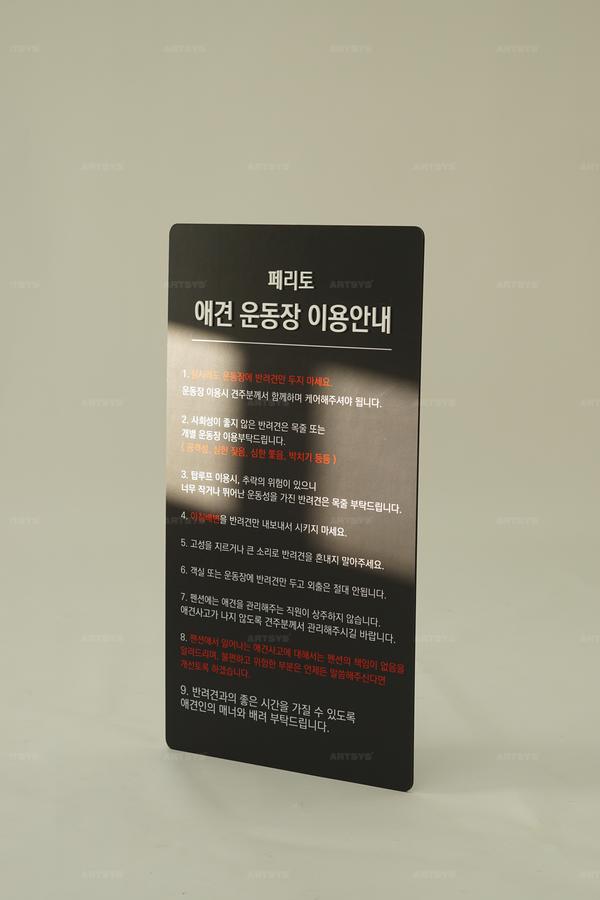 페리토
애견 운동장 이용안내
1. 잠시라도 운동장에 반려견만 두지 마세요.
운동장 이용시 견주분께서 함께하며 케어해주셔야 됩니다.
2. 사회성이 좋지 않은 반려견은 목줄 또는
개별 운동장 이용부탁드립니다.
( 공격성, 심한 짖음, 심한 쫓음, 박치기 등등 )
3. 탑루프 이용시, 추락의 위험이 있으니
너무 작거나 뛰어난 운동성을 가진 반려견은 목줄 부탁드립니다.
4. 아침배변을 반려견만 내보내서 시키지 마세요.
5. 고성을 지르거나 큰 소리로 반려견을 혼내지 말아주세요.
6. 객실 또는 운동장에 반려견만 두고 외출은 절대 안됩니다.
7. 펜션에는 애견을 관리해주는 직원이 상주하지 않습니다.
애견사고가 나지 않도록 견주분께서 관리해주시길 바랍니다.
8. 펜션에서 일어나는 애견사고에 대해서는 펜션의 책임이 없음을
알려드리며, 불편하고 위험한 부분은 언제든 말씀해주신다면
개선토록 하겠습니다.
9. 반려견과의 좋은 시간을 가질 수 있도록
애견인의 매너와 배려 부탁드립니다.
ARTSYS